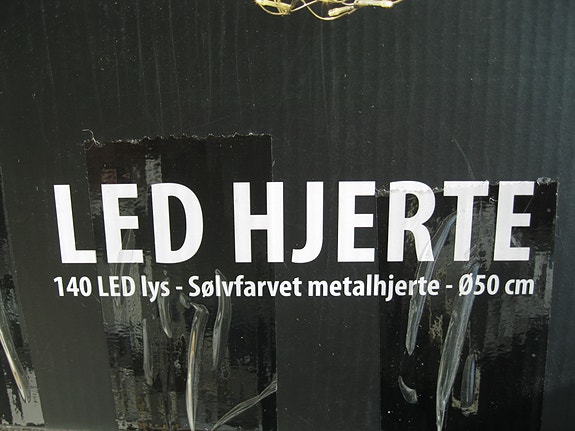 LED HJERTE
140 LED lys - Sølvfarvet metalhjerte - Ø50 cm